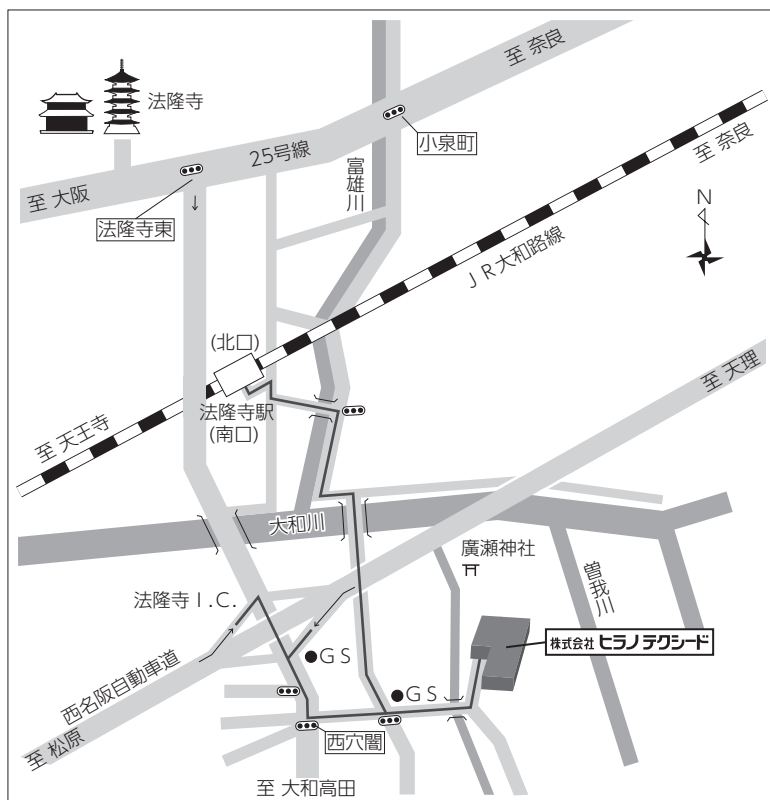 至 奈良
法隆寺
小泉町
25号線
至 大阪
富雄川
至 奈良
法隆寺東
N
ＪＲ大和路線
(北口)
至 天理
法隆寺駅
(南口)
至 天王寺
大和川
廣瀬神社
曽我川
法隆寺Ｉ.Ｃ.
株式会社 ヒラノテクシード
ＧＳ
西名阪自動車道
ＧＳ
西穴闇
至 松原
至 大和高田